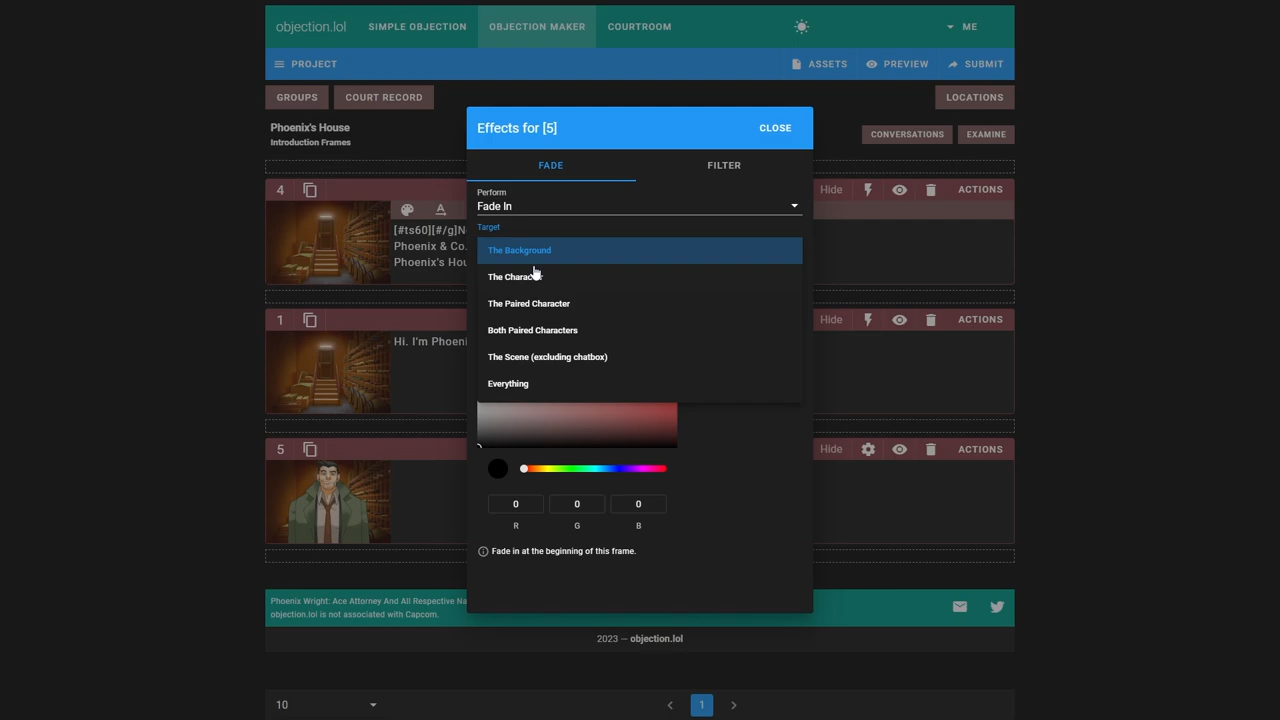 objection.lol SIMPLE OBJECTION OBJECTION MAKER COURTROOM ME
PROJECT ASSETS PREVIEW SUBMIT
GROUPS COURT RECORD LOCATIONS
Phoenix's House
Introduction Frames
CONVERSATIONS EXAMINE
Effects for [5] CLOSE
FADE FILTER
Perform
Fade In
Target
The Background
The Character
The Paired Character
Both Paired Characters
The Scene (excluding chatbox)
Everything
4 Hide ACTIONS
[#ts60][#/g]N
Phoenix & Co.
Phoenix's Hou
1 Hide ACTIONS
Hi. I'm Phoeni
5 Hide ACTIONS
0 0 0
R G B
Fade in at the beginning of this frame.
Phoenix Wright: Ace Attorney And All Respective Na
objection.lol is not associated with Capcom.
2023 — objection.lol
10 1